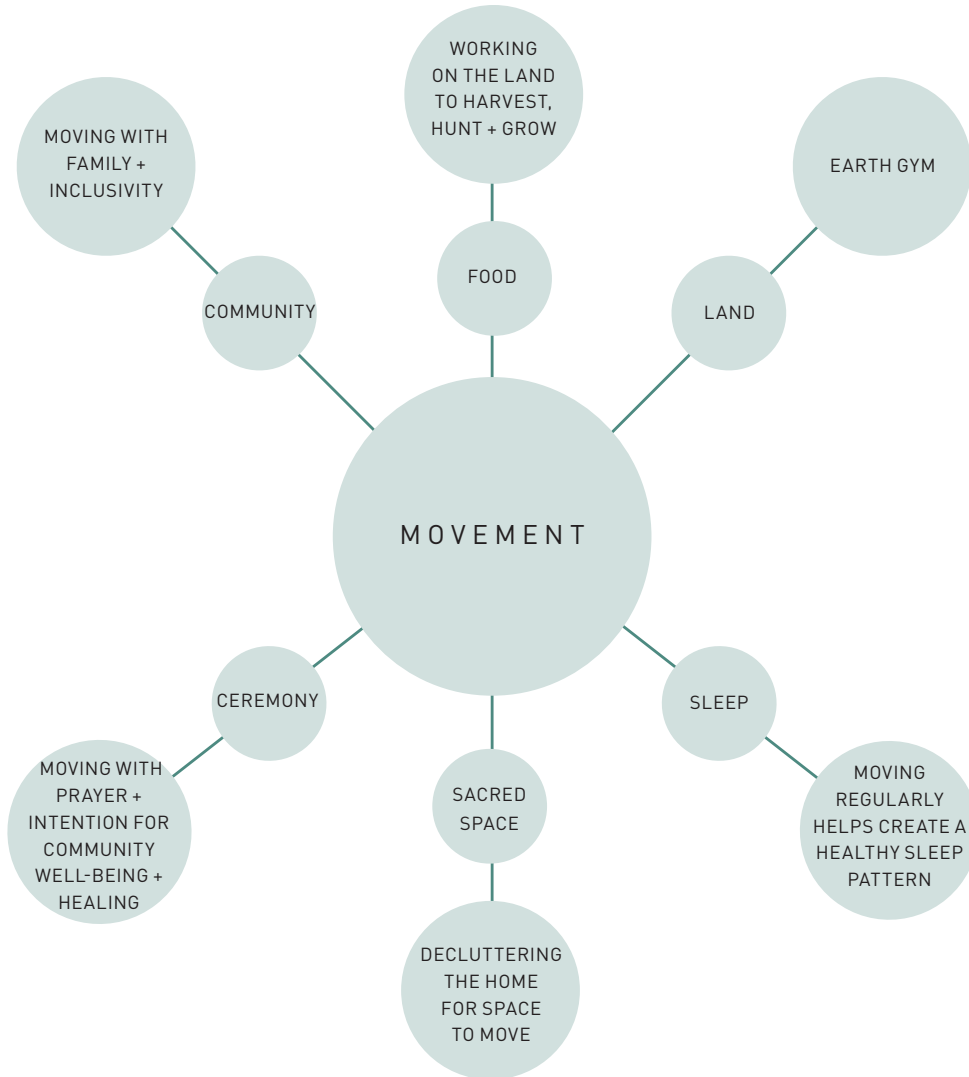 WORKING
ON THE LAND
TO HARVEST,
HUNT + GROW
MOVING WITH
FAMILY +
INCLUSIVITY
EARTH GYM
FOOD
COMMUNITY
LAND
MOVEMENT
CEREMONY
SLEEP
MOVING WITH
PRAYER +
INTENTION FOR
COMMUNITY
WELL-BEING +
HEALING
SACRED
SPACE
MOVING
REGULARLY
HELPS CREATE A
HEALTHY SLEEP
PATTERN
DECLUTTERING
THE HOME
FOR SPACE
TO MOVE